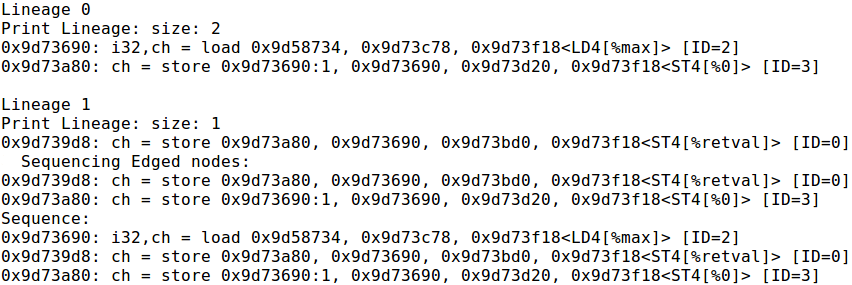 Lineage 0
Print Lineage: size: 2
0x9d73690: i32,ch = load 0x9d58734, 0x9d73c78, 0x9d73f18<LD4[%max]> [ID=2]
0x9d73a80: ch = store 0x9d73690:1, 0x9d73690, 0x9d73d20, 0x9d73f18<ST4[%0]> [ID=3]
Lineage 1
Print Lineage: size: 1
0x9d739d8: ch = store 0x9d73a80, 0x9d73690, 0x9d73bd0, 0x9d73f18<ST4[%retval]> [ID=0]
Sequencing Edged nodes:
0x9d739d8: ch = store 0x9d73a80, 0x9d73690, 0x9d73bd0, 0x9d73f18<ST4[%retval]> [ID=0]
0x9d73a80: ch = store 0x9d73690:1, 0x9d73690, 0x9d73d20, 0x9d73f18<ST4[%0]> [ID=3]
Sequence:
0x9d73690: i32,ch = load 0x9d58734, 0x9d73c78, 0x9d73f18<LD4[%max]> [ID=2]
0x9d739d8: ch = store 0x9d73a80, 0x9d73690, 0x9d73bd0, 0x9d73f18<ST4[%retval]> [ID=0]
0x9d73a80: ch = store 0x9d73690:1, 0x9d73690, 0x9d73d20, 0x9d73f18<ST4[%0]> [ID=3]